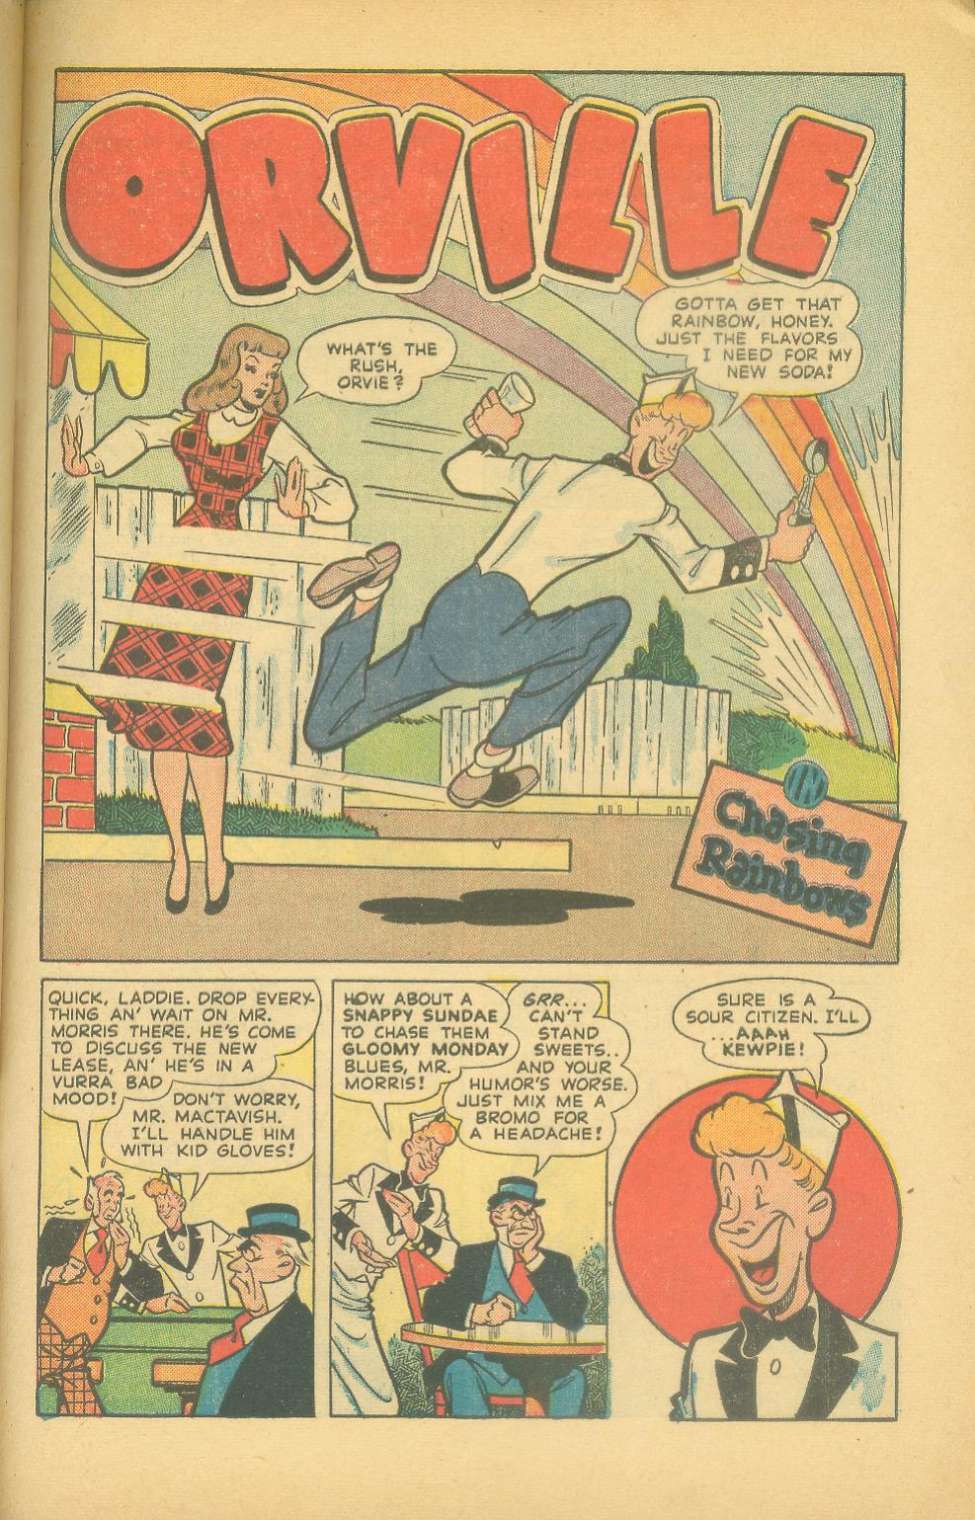 ORVILLE
WHAT'S THE
RUSH,
ORVIE?
GOTTA GET THAT
RAINBOW, HONEY.
JUST THE FLAVORS
I NEED FOR MY
NEW SODA!
IN
Chasing
Rainbows
QUICK, LADDIE. DROP EVERY-
THING AN' WAIT ON MR.
MORRIS THERE. HE'S COME
TO DISCUSS THE NEW
LEASE, AN' HE'S IN A
VURRA BAD
MOOD!
DON'T WORRY,
MR. MACTAVISH.
I'LL HANDLE HIM
WITH KID GLOVES!
HOW ABOUT A
SNAPPY SUNDAE
TO CHASE THEM
GLOOMY MONDAY
BLUES, MR.
MORRIS!
GRR...
CAN'T
STAND
SWEETS..
AND YOUR
HUMOR'S WORSE.
JUST MIX ME A
BROMO FOR
A HEADACHE!
SURE IS A
SOUR CITIZEN. I'LL
...AAAH
KEWPIE!